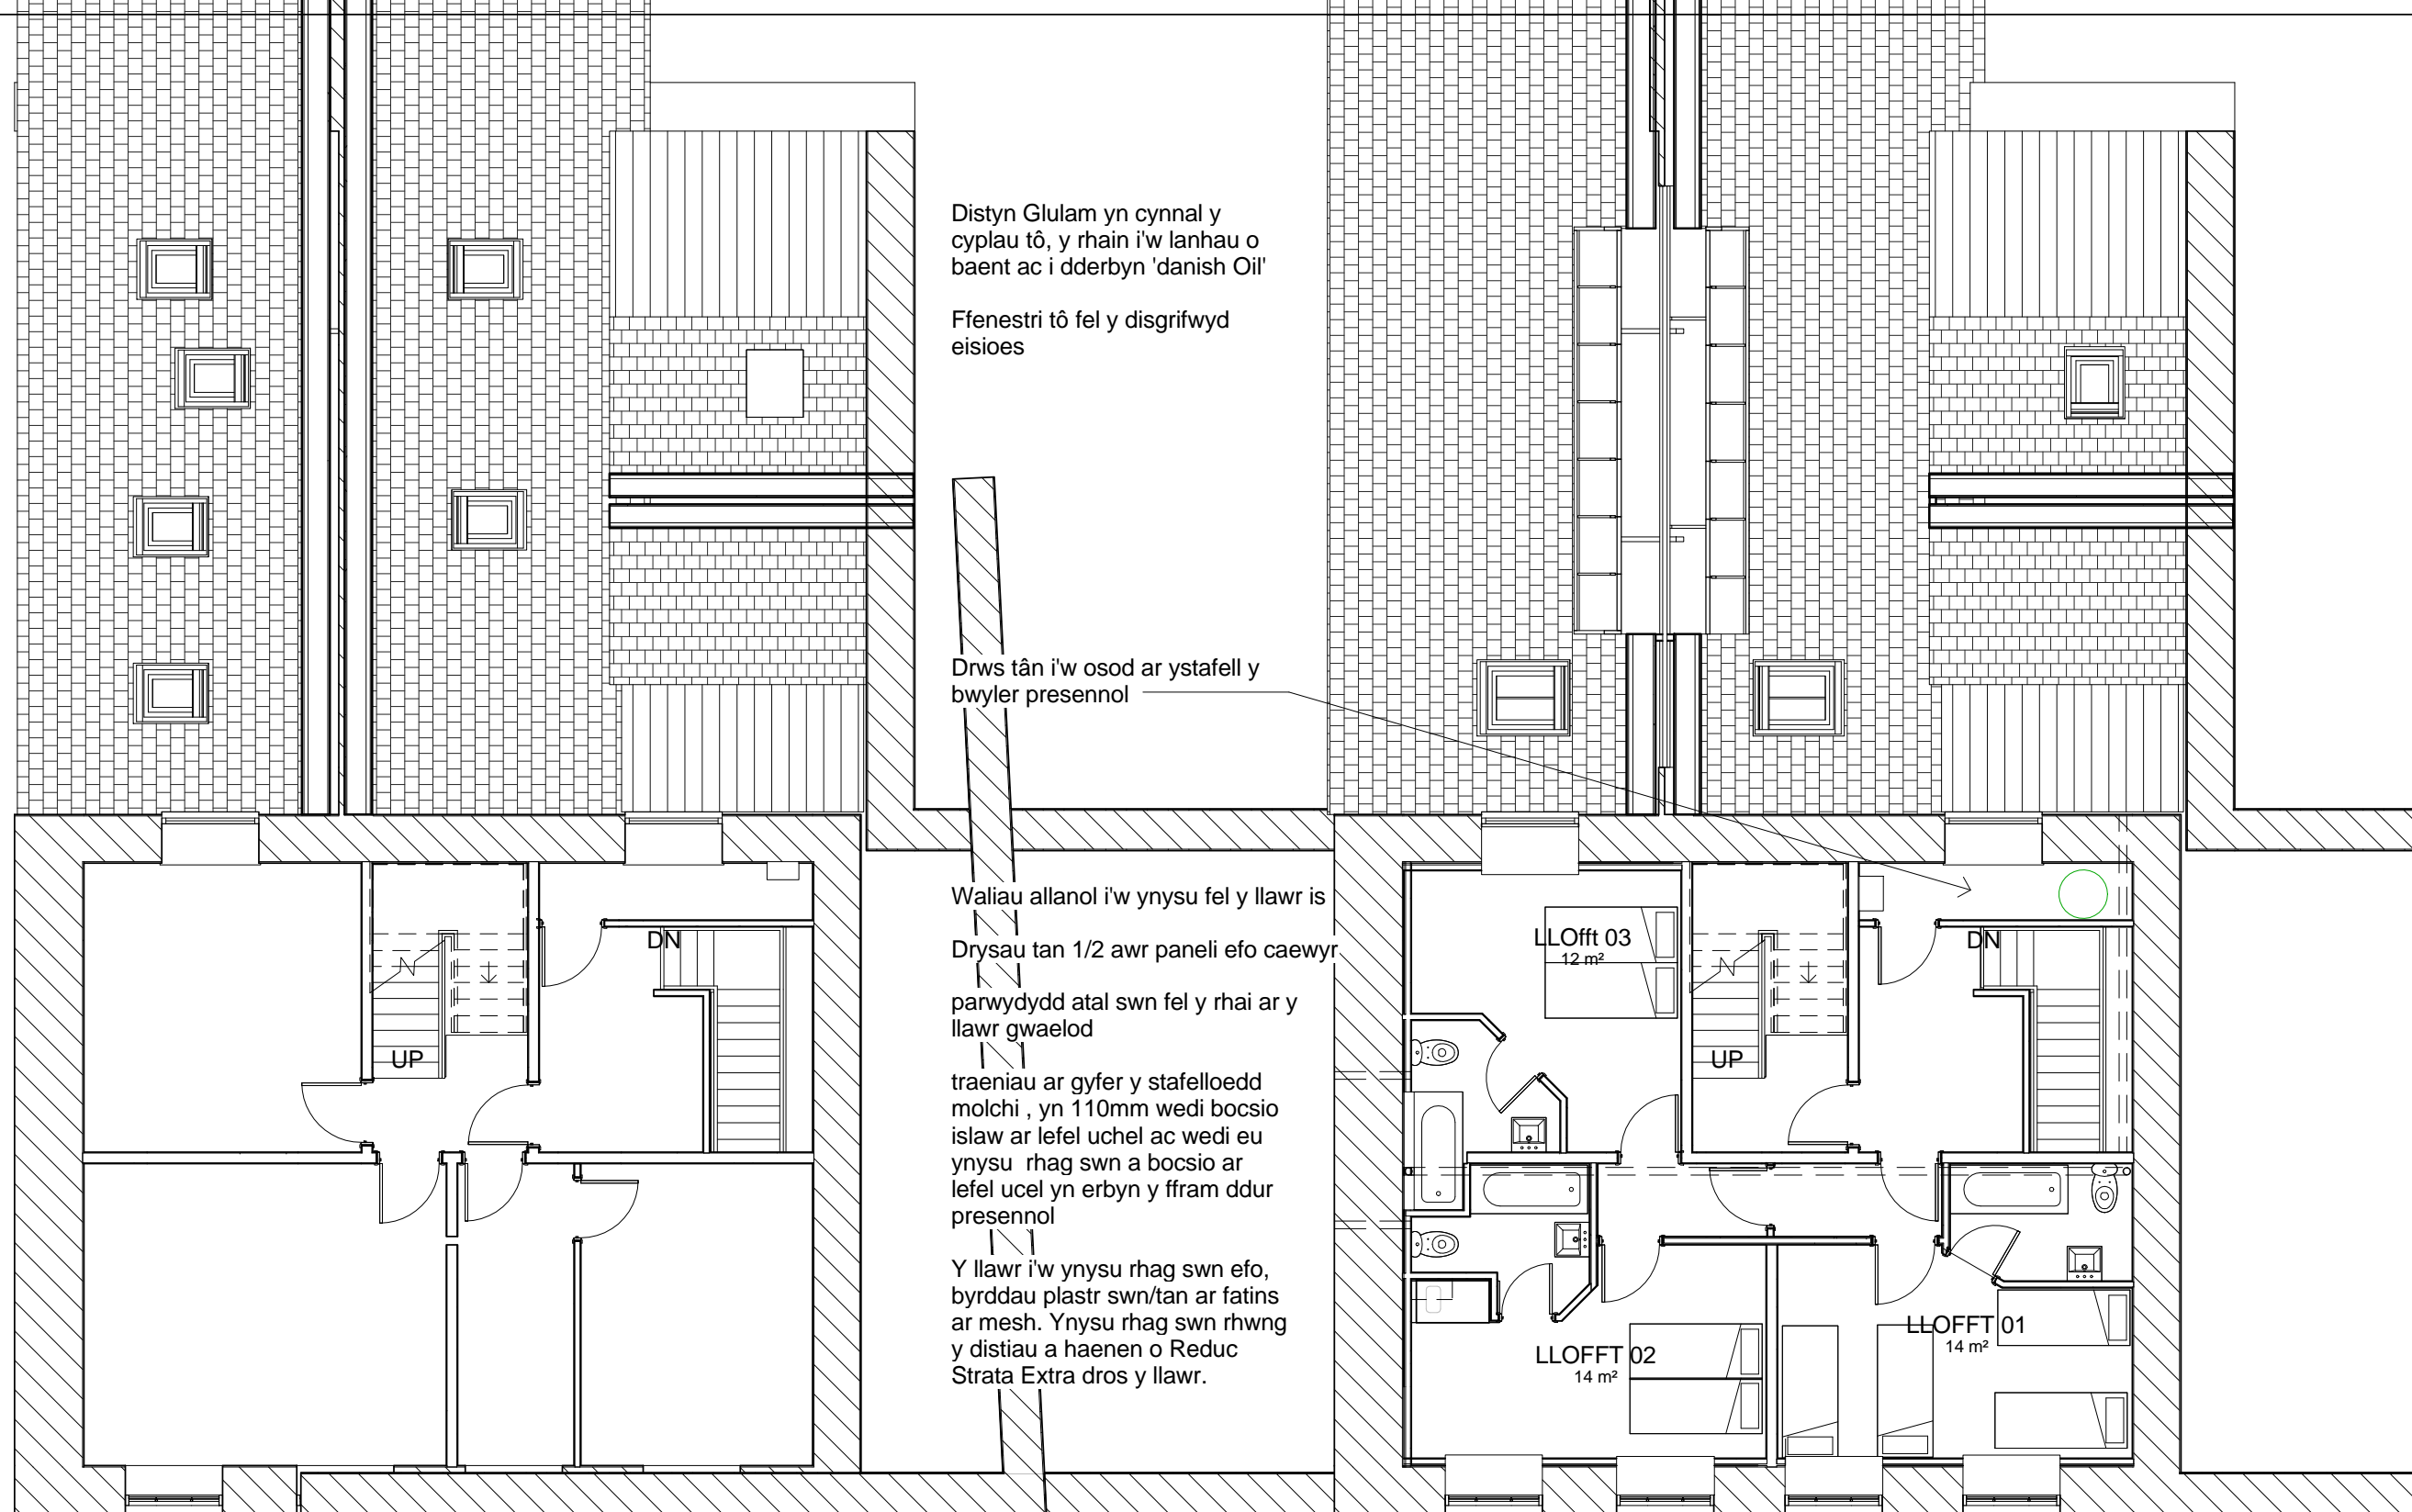 Distyn Glulam yn cynnal y
cyplau tô, y rhain i'w lanhau o
baent ac i dderbyn 'danish Oil'
Ffenestri tô fel y disgrifwyd
eisioes
Drws tân i'w osod ar ystafell y
bwyler presennol
Waliau allanol i'w ynysu fel y llawr is
Drysau tan 1/2 awr paneli efo caewyr
parwydydd atal swn fel y rhai ar y
llawr gwaelod
traeniau ar gyfer y stafelloedd
molchi , yn 110mm wedi bocsio
islaw ar lefel uchel ac wedi eu
ynysu  rhag swn a bocsio ar
lefel ucel yn erbyn y ffram ddur
presennol
Y llawr i'w ynysu rhag swn efo,
byrddau plastr swn/tan ar fatins
ar mesh. Ynysu rhag swn rhwng
y distiau a haenen o Reduc
Strata Extra dros y llawr.
DN
UP
LLOfft 03
12 m²
DN
UP
LLOFFT 02
14 m²
LLOFFT 01
14 m²